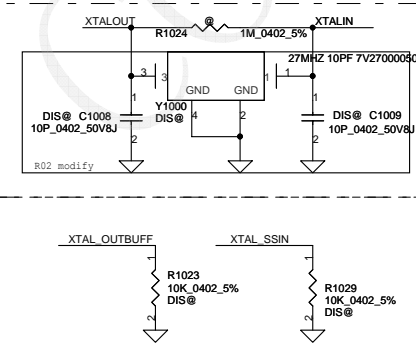 XTALOUT
@
XTALIN
R1024
1M_0402_5%
27MHZ 10PF 7V27000050
3
3
1
1
GND
GND
1
1
Y1000
DIS@
4
2
DIS@ C1008
10P_0402_50V8J
DIS@ C1009
10P_0402_50V8J
2
2
R02 modify
XTAL_OUTBUFF
XTAL_SSIN
1
1
R1023
10K_0402_5%
DIS@
R1029
10K_0402_5%
DIS@
2
2